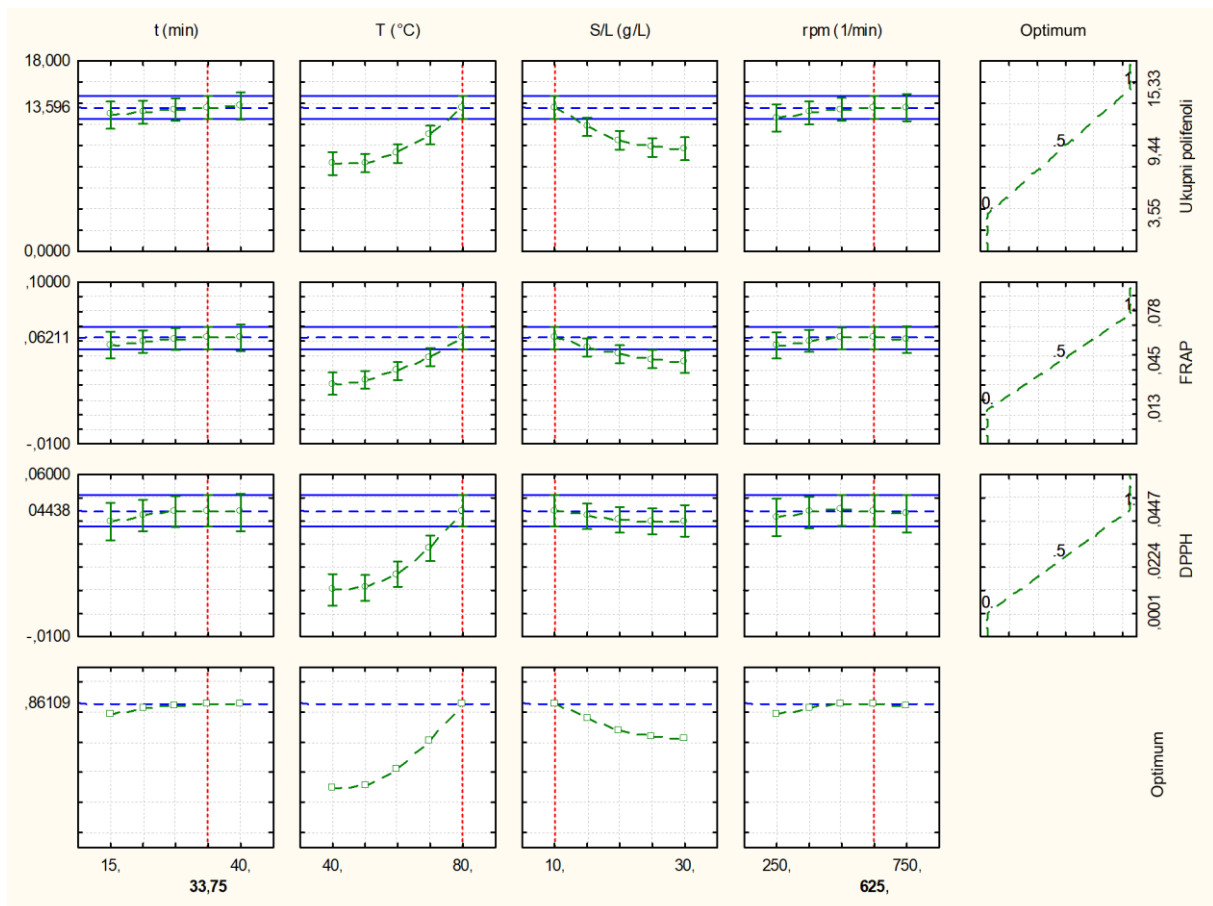 t (min) T (°C) S/L (g/L) rpm (1/min) Optimum
18,000
13,596
0,0000
0, ,5 1,
3,55 9,44 15,33
Ukupni polifenoli
,10000
,06211
-,0100
0, ,5 1,
,013 ,045 ,078
FRAP
,06000
04438
-,0100
0, ,5 1,
,0001 ,0224 ,0447
DPPH
,86109
Optimum
15, 40, 40, 80, 10, 30, 250, 750,
33,75 625,